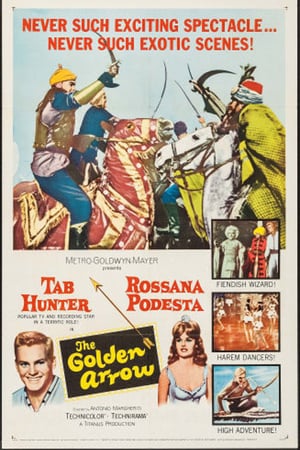 NEVER SUCH EXCITING SPECTACLE...
NEVER SUCH EXOTIC SCENES!
METRO-GOLDWYN-MAYER
presents
TAB
HUNTER
POPULAR TV AND RECORDING STAR
IN A TERRIFIC ROLE!
ROSSANA
PODESTA
The
Golden
Arrow
Directed by ANTONIO MARGHERITI
TECHNICOLOR · TECHNIRAMA
A TITANUS PRODUCTION
FIENDISH WIZARD!
HAREM DANCERS!
HIGH ADVENTURE!